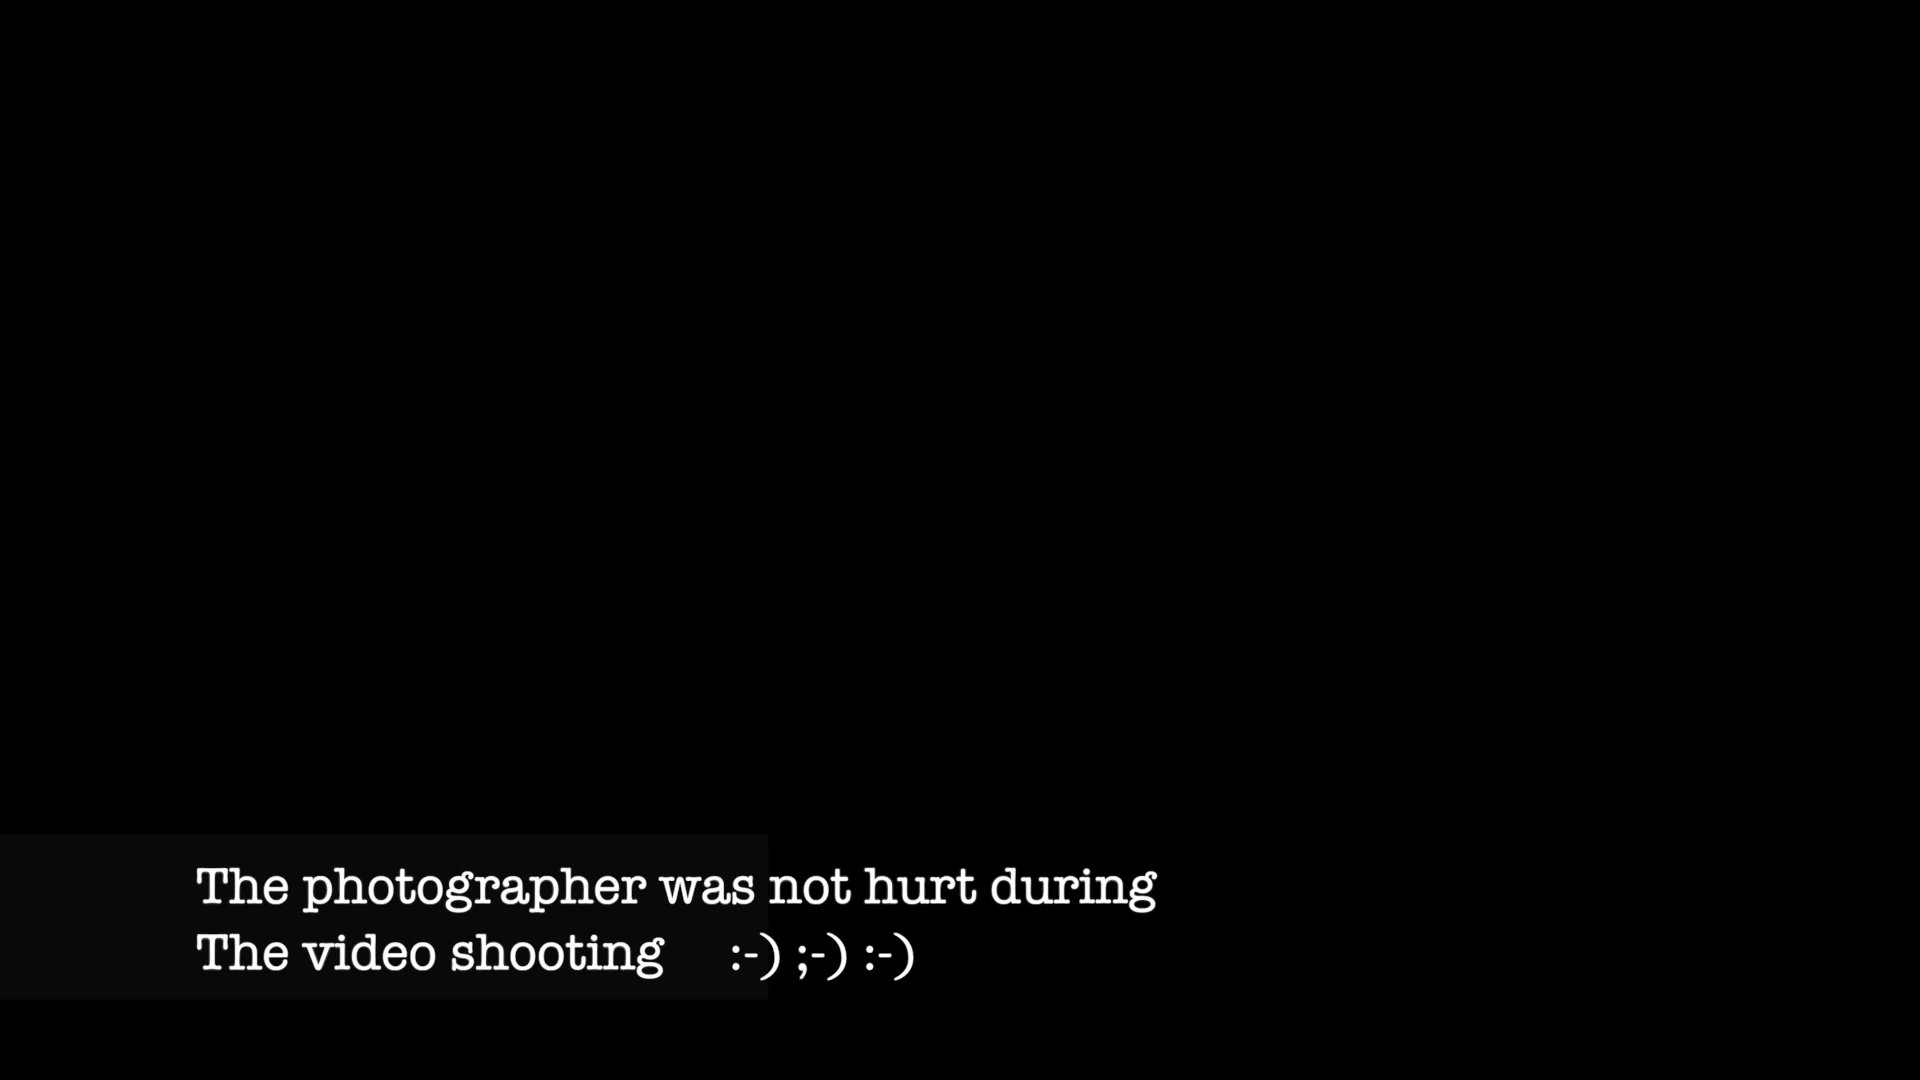 The photographer was not hurt during
The video shooting :-) ;-) :-)